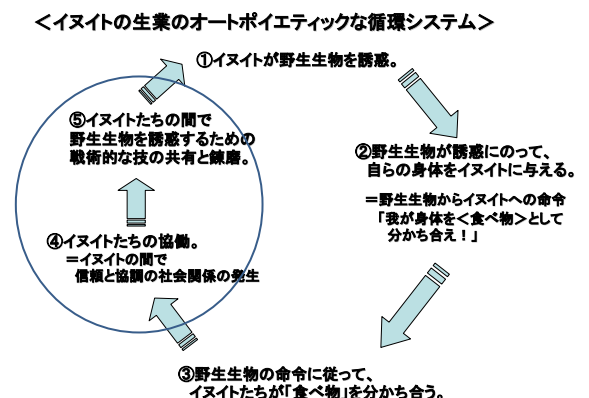 ＜イヌイトの生業のオートポイエティックな循環システム＞
①イヌイトが野生生物を誘惑。
②野生生物が誘惑にのって、
自らの身体をイヌイトに与える。
＝野生生物からイヌイトへの命令
「我が身体を＜食べ物＞として
分かち合え！」
③野生生物の命令に従って、
イヌイトたちが「食べ物」を分かち合う。
④イヌイトたちの協働。
＝イヌイトの間で
信頼と協調の社会関係の発生
⑤イヌイトたちの間で
野生生物を誘惑するための
戦術的な技の共有と錬磨。